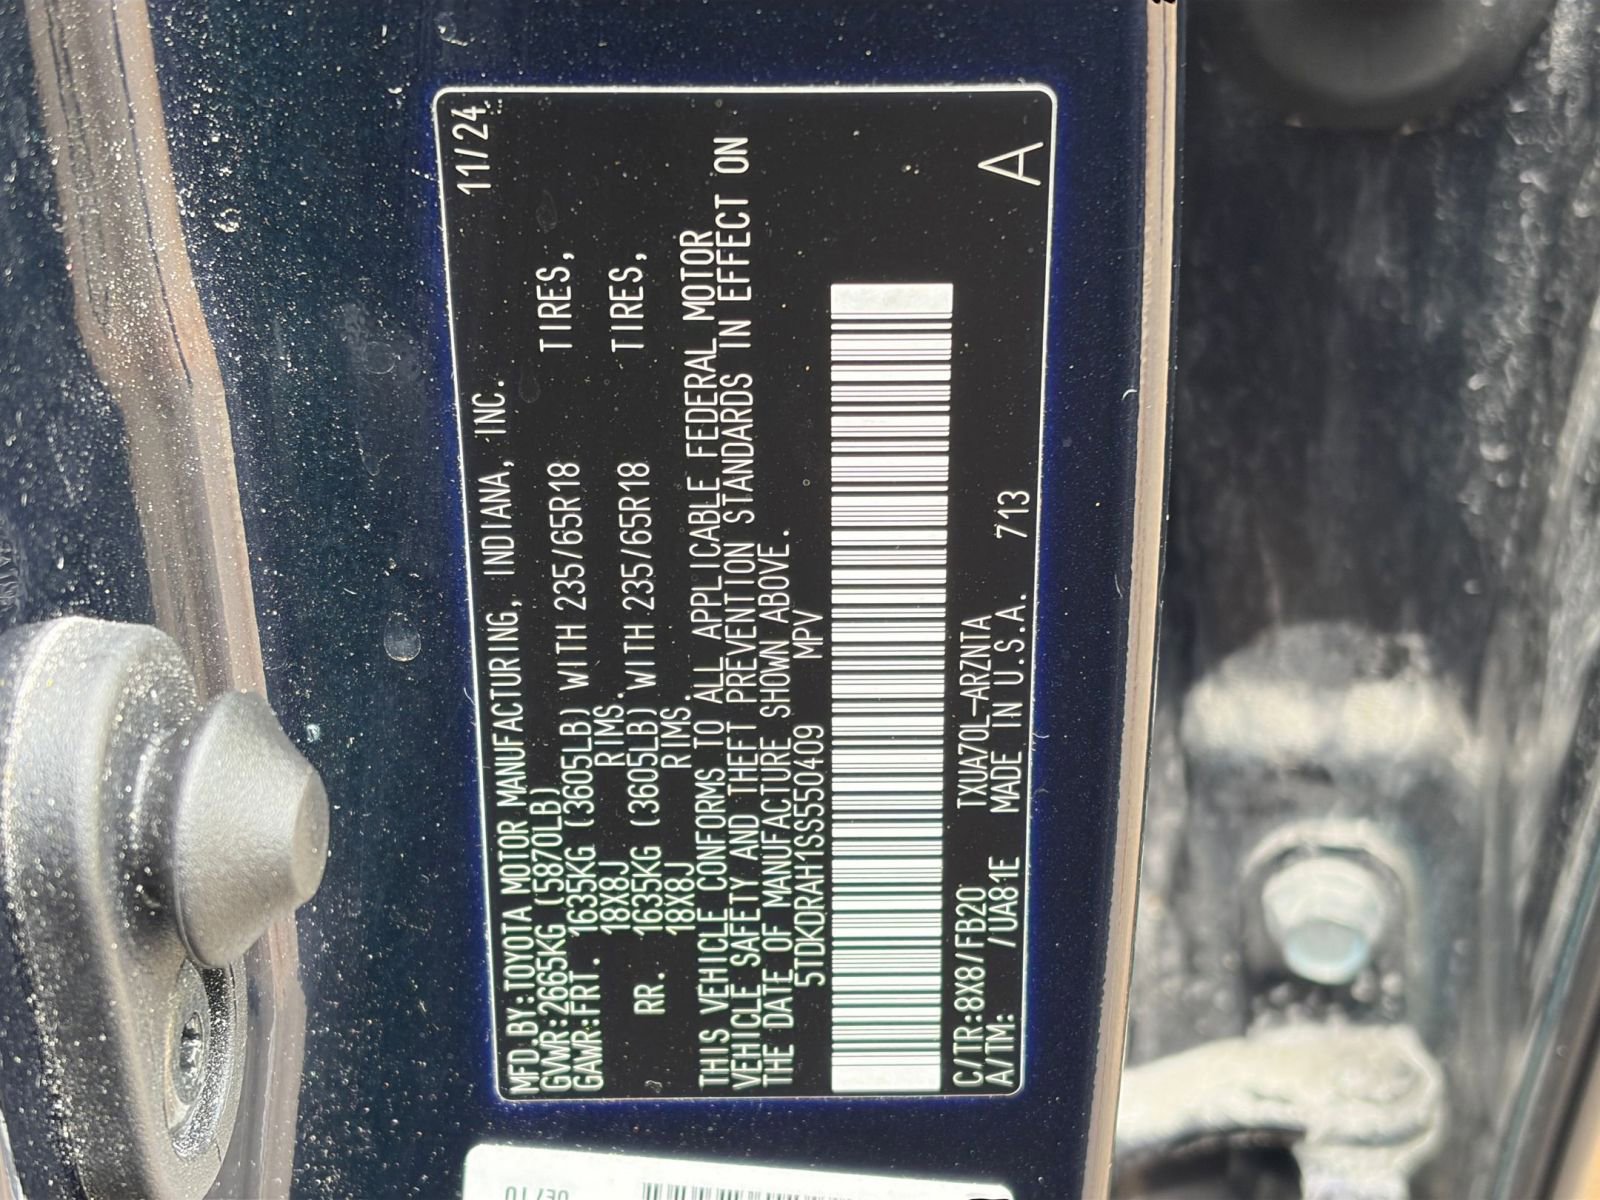 MFD.BY:TOYOTA MOTOR MANUFACTURING, INDIANA, INC. 11/24
GVWR:2665KG (5870LB)
GAWR:FRT. 1635KG (3605LB) WITH 235/65R18 TIRES,
18X8J RIMS.
RR. 1635KG (3605LB) WITH 235/65R18 TIRES,
18X8J RIMS.
THIS VEHICLE CONFORMS TO ALL APPLICABLE FEDERAL MOTOR
VEHICLE SAFETY AND THEFT PREVENTION STANDARDS IN EFFECT ON
THE DATE OF MANUFACTURE SHOWN ABOVE.
5TDKDRAH1SS550409 MPV
C/TR:8X8/FB20 TXUA70L-ARZNTA
A/TM: /UA81E MADE IN U.S.A. 713 A